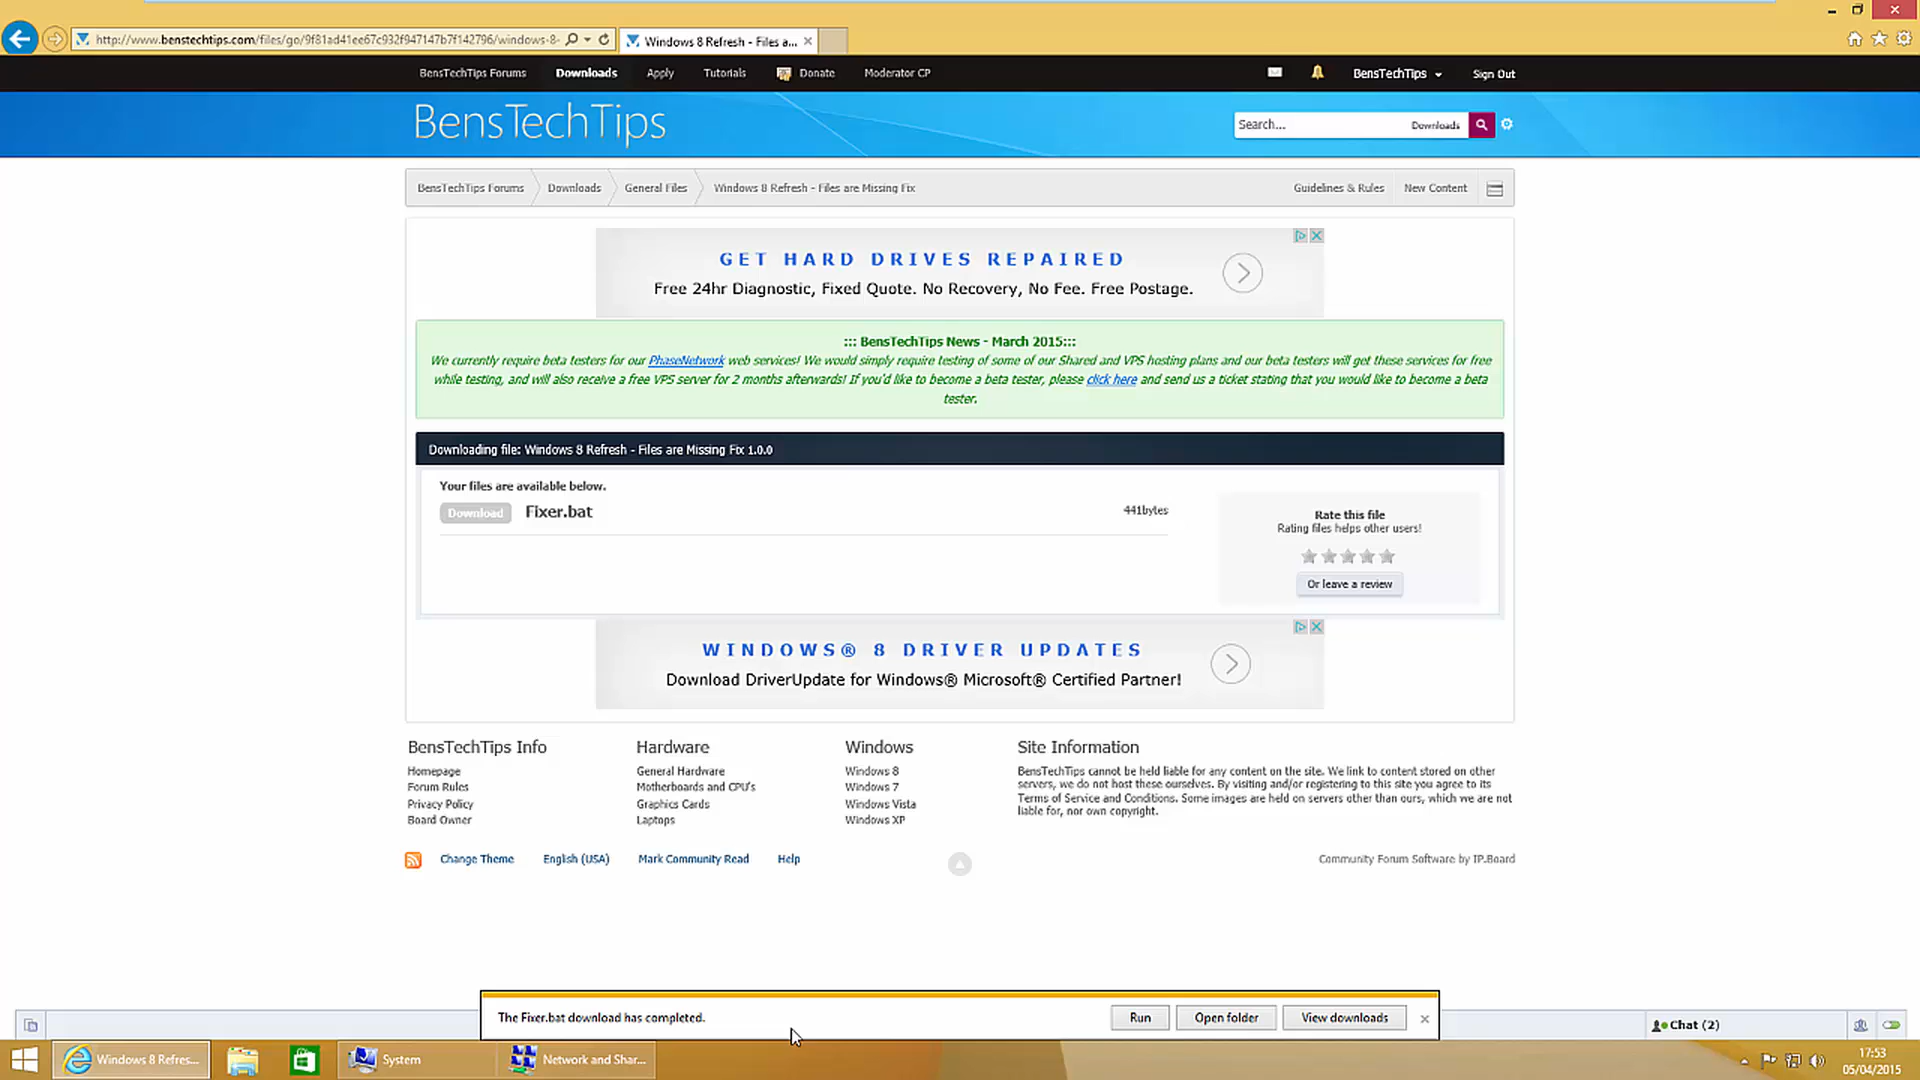 http://www.benstechtips.com/files/go/9f81ad41ee67c932f947147b7f142796/windows-8-
Windows 8 Refresh - Files a...
BensTechTips Forums
Downloads
Apply
Tutorials
Donate
Moderator CP
BensTechTips
Sign Out
BensTechTips
Search...
Downloads
BensTechTips Forums
Downloads
General Files
Windows 8 Refresh - Files are Missing Fix
Guidelines & Rules
New Content
GET HARD DRIVES REPAIRED
Free 24hr Diagnostic, Fixed Quote. No Recovery, No Fee. Free Postage.
::: BensTechTips News - March 2015:::
We currently require beta testers for our PhaseNetwork web services! We would simply require testing of some of our Shared and VPS hosting plans and our beta testers will get these services for free
while testing, and will also receive a free VPS server for 2 months afterwards! If you'd like to become a beta tester, please click here and send us a ticket stating that you would like to become a beta
tester.
Downloading file: Windows 8 Refresh - Files are Missing Fix 1.0.0
Your files are available below.
Download
Fixer.bat
441bytes
Rate this file
Rating files helps other users!
Or leave a review
WINDOWS® 8 DRIVER UPDATES
Download DriverUpdate for Windows® Microsoft® Certified Partner!
BensTechTips Info
Homepage
Forum Rules
Privacy Policy
Board Owner
Hardware
General Hardware
Motherboards and CPU's
Graphics Cards
Laptops
Windows
Windows 8
Windows 7
Windows Vista
Windows XP
Site Information
BensTechTips cannot be held liable for any content on the site. We link to content stored on other
servers, we do not host these ourselves. By visiting and/or registering to this site you agree to its
Terms of Service and Conditions. Some images are held on servers other than ours, which we are not
liable for, nor own copyright.
Change Theme
English (USA)
Mark Community Read
Help
Community Forum Software by IP.Board
The Fixer.bat download has completed.
Run
Open folder
View downloads
Chat (2)
Windows 8 Refres...
System
Network and Shar...
17:53
05/04/2015